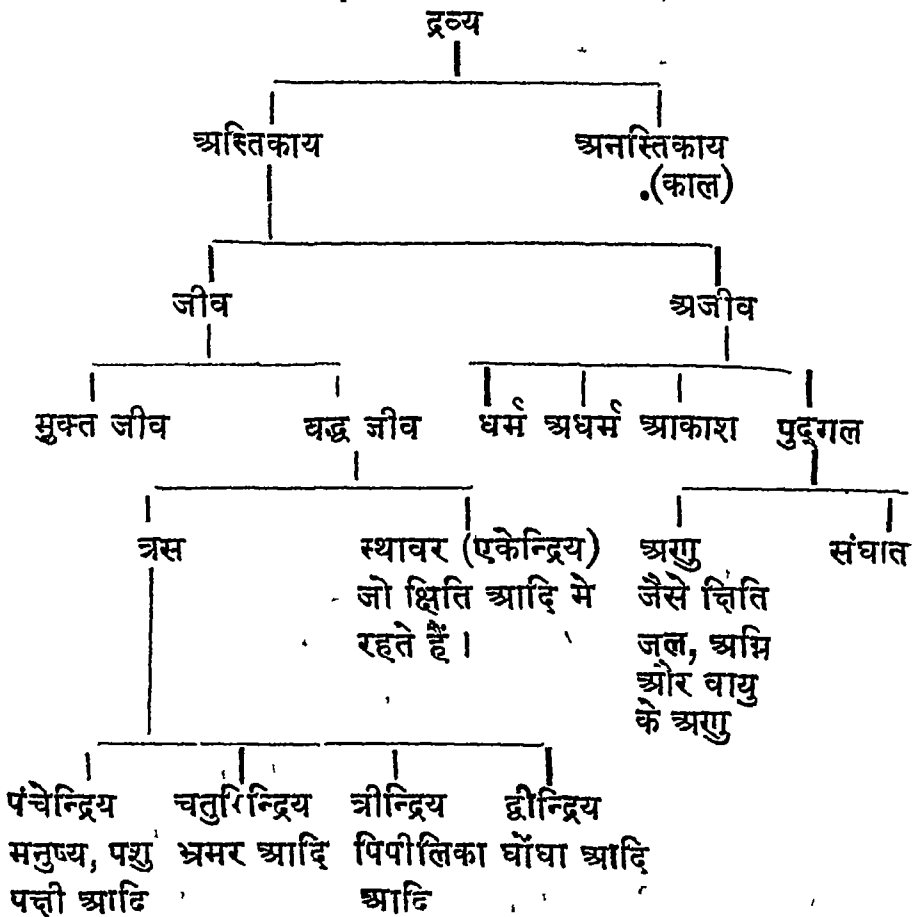 द्रव्य
अस्तिकाय अनस्तिकाय
(काल)
जीव अजीव
मुक्त जीव बद्ध जीव धर्म अधर्म आकाश पुद्गल
त्रस स्थावर (एकेन्द्रिय) अणु संघात
जो क्षिति आदि मे जैसे क्षिति
रहते हैं । जल, अग्नि
और वायु
के अणु
पंचेन्द्रिय चतुरिन्द्रिय त्रीन्द्रिय द्वीन्द्रिय
मनुष्य, पशु भ्रमर आदि पिपीलिका घोंघा आदि
पक्षी आदि आदि